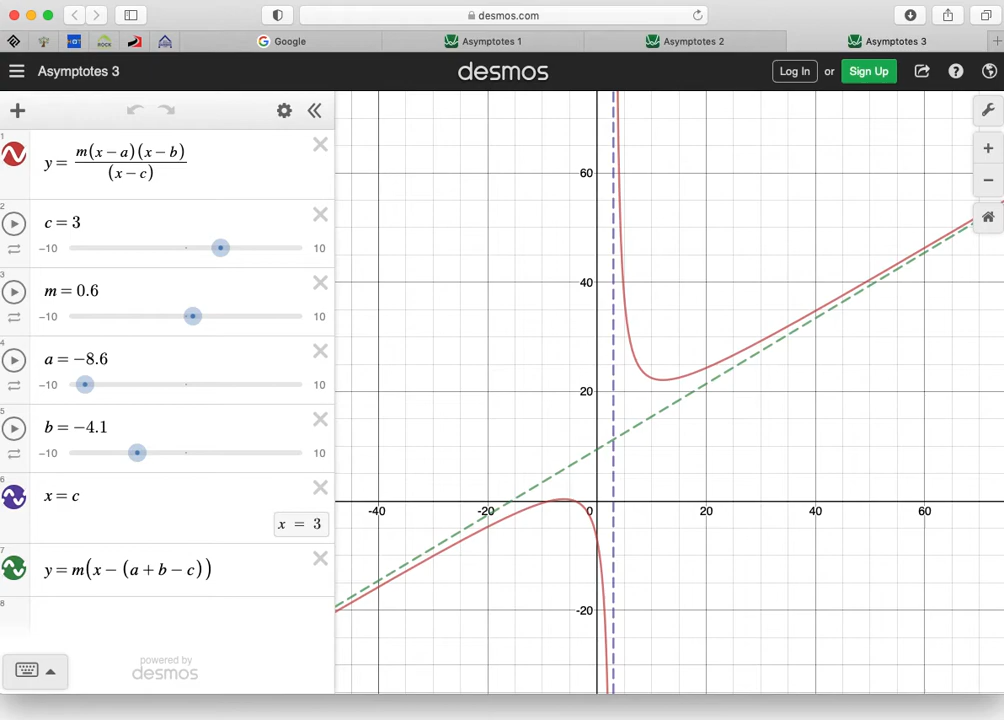 desmos.com
Google
Asymptotes 1
Asymptotes 2
Asymptotes 3
HOT
ROCK
Asymptotes 3
desmos
Log In or Sign Up
1
y = m(x − a)(x − b) / (x − c)
2
c = 3
-10 10
3
m = 0.6
-10 10
4
a = −8.6
-10 10
5
b = −4.1
-10 10
6
x = c
x = 3
7
y = m(x − (a + b − c))
8
powered by
desmos
60
40
20
-40 -20 0 20 40 60
-20